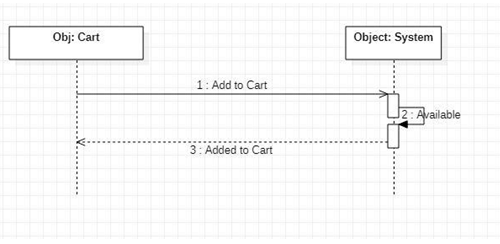 Obj: Cart
Object: System
1 : Add to Cart
2 : Available
3 : Added to Cart